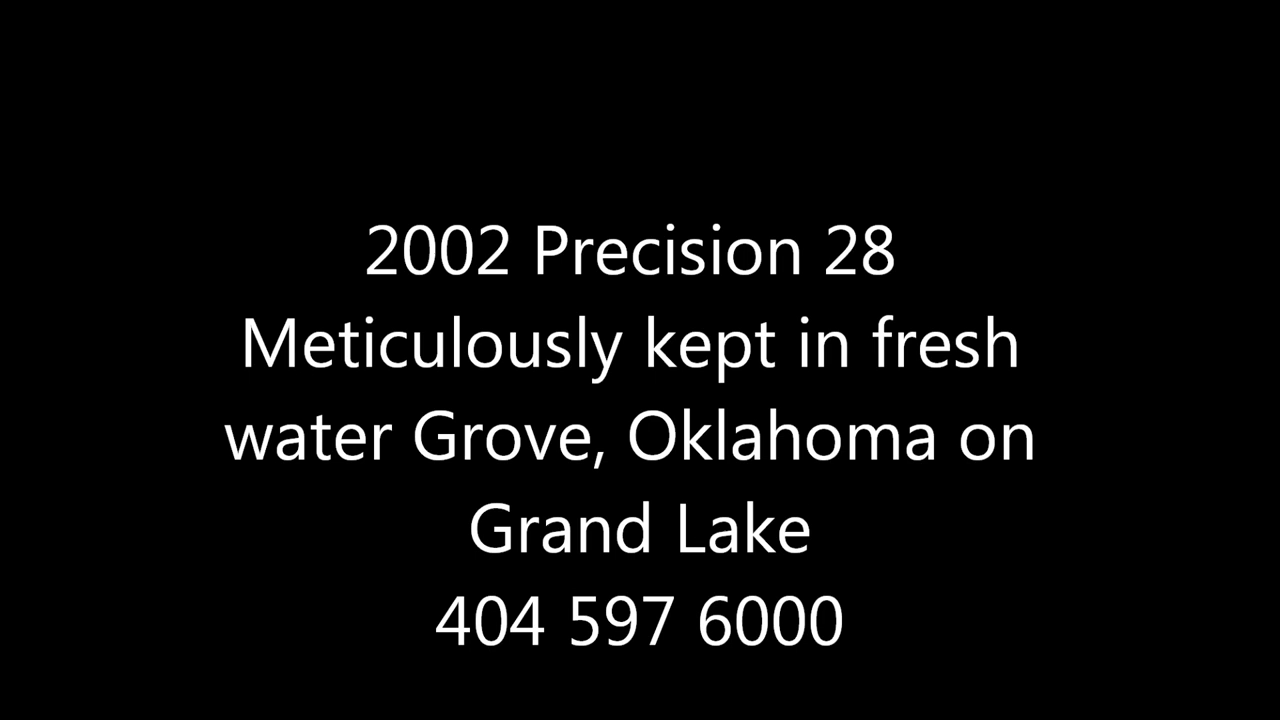 2002 Precision 28
Meticulously kept in fresh
water Grove, Oklahoma on
Grand Lake
404 597 6000